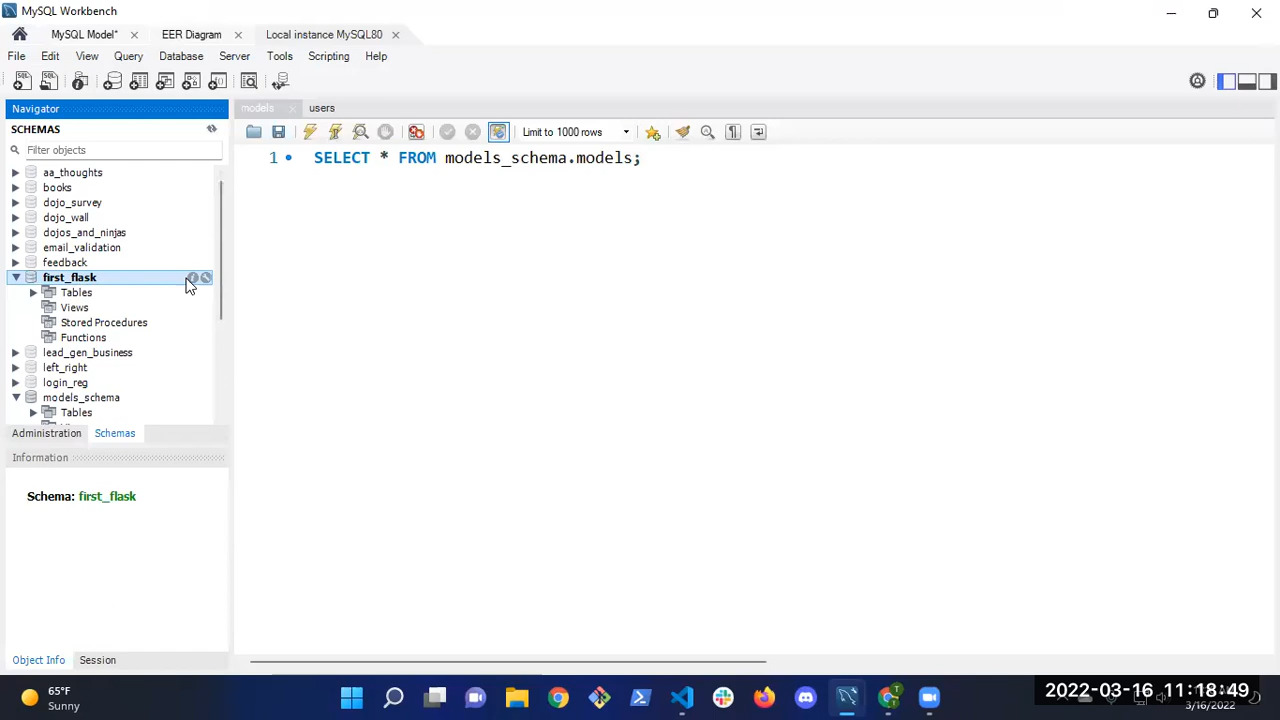 MySQL Workbench
MySQL Model* EER Diagram Local instance MySQL80
File Edit View Query Database Server Tools Scripting Help
Navigator
models users
SCHEMAS
Limit to 1000 rows
Filter objects
1 SELECT * FROM models_schema.models;
aa_thoughts
books
dojo_survey
dojo_wall
dojos_and_ninjas
email_validation
feedback
first_flask
Tables
Views
Stored Procedures
Functions
lead_gen_business
left_right
login_reg
models_schema
Tables
Administration Schemas
Information
Schema: first_flask
Object Info Session
65°F
Sunny
2022-03-16 11:18:49
3/16/2022